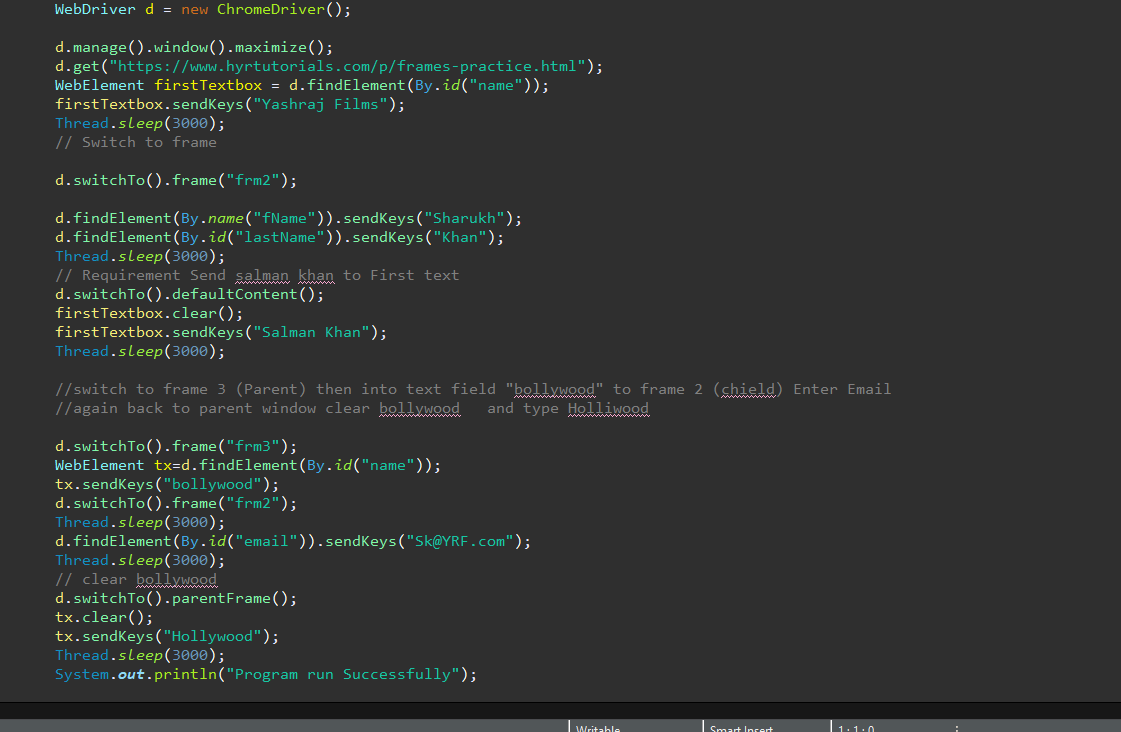 WebDriver d = new ChromeDriver();
d.manage().window().maximize();
d.get("https://www.hyrtutorials.com/p/frames-practice.html");
WebElement firstTextbox = d.findElement(By.id("name"));
firstTextbox.sendKeys("Yashraj Films");
Thread.sleep(3000);
// Switch to frame
d.switchTo().frame("frm2");
d.findElement(By.name("fName")).sendKeys("Sharukh");
d.findElement(By.id("lastName")).sendKeys("Khan");
Thread.sleep(3000);
// Requirement Send salman khan to First text
d.switchTo().defaultContent();
firstTextbox.clear();
firstTextbox.sendKeys("Salman Khan");
Thread.sleep(3000);
//switch to frame 3 (Parent) then into text field "bollywood" to frame 2 (chield) Enter Email
//again back to parent window clear bollywood   and type Holliwood
d.switchTo().frame("frm3");
WebElement tx=d.findElement(By.id("name"));
tx.sendKeys("bollywood");
d.switchTo().frame("frm2");
Thread.sleep(3000);
d.findElement(By.id("email")).sendKeys("Sk@YRF.com");
Thread.sleep(3000);
// clear bollywood
d.switchTo().parentFrame();
tx.clear();
tx.sendKeys("Hollywood");
Thread.sleep(3000);
System.out.println("Program run Successfully");
Writable Smart Insert 1 : 1 : 0